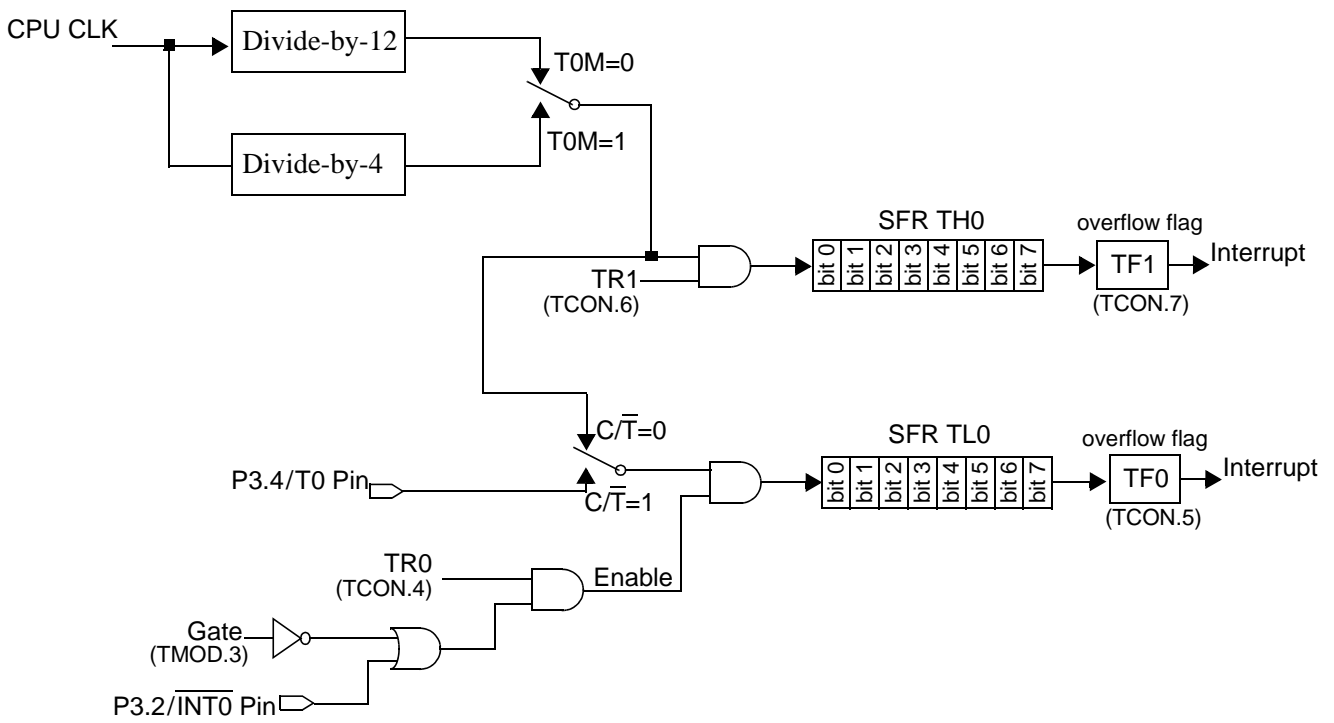 CPU CLK
Divide-by-12
T0M=0
T0M=1
Divide-by-4
SFR TH0
overflow flag
bit 0 bit 1 bit 2 bit 3 bit 4 bit 5 bit 6 bit 7
TF1
Interrupt
TR1
(TCON.6)
(TCON.7)
C/T̅=0
SFR TL0
overflow flag
P3.4/T0 Pin
C/T̅=1
bit 0 bit 1 bit 2 bit 3 bit 4 bit 5 bit 6 bit 7
TF0
Interrupt
(TCON.5)
TR0
(TCON.4)
Enable
Gate
(TMOD.3)
P3.2/I̅N̅T̅0̅ Pin